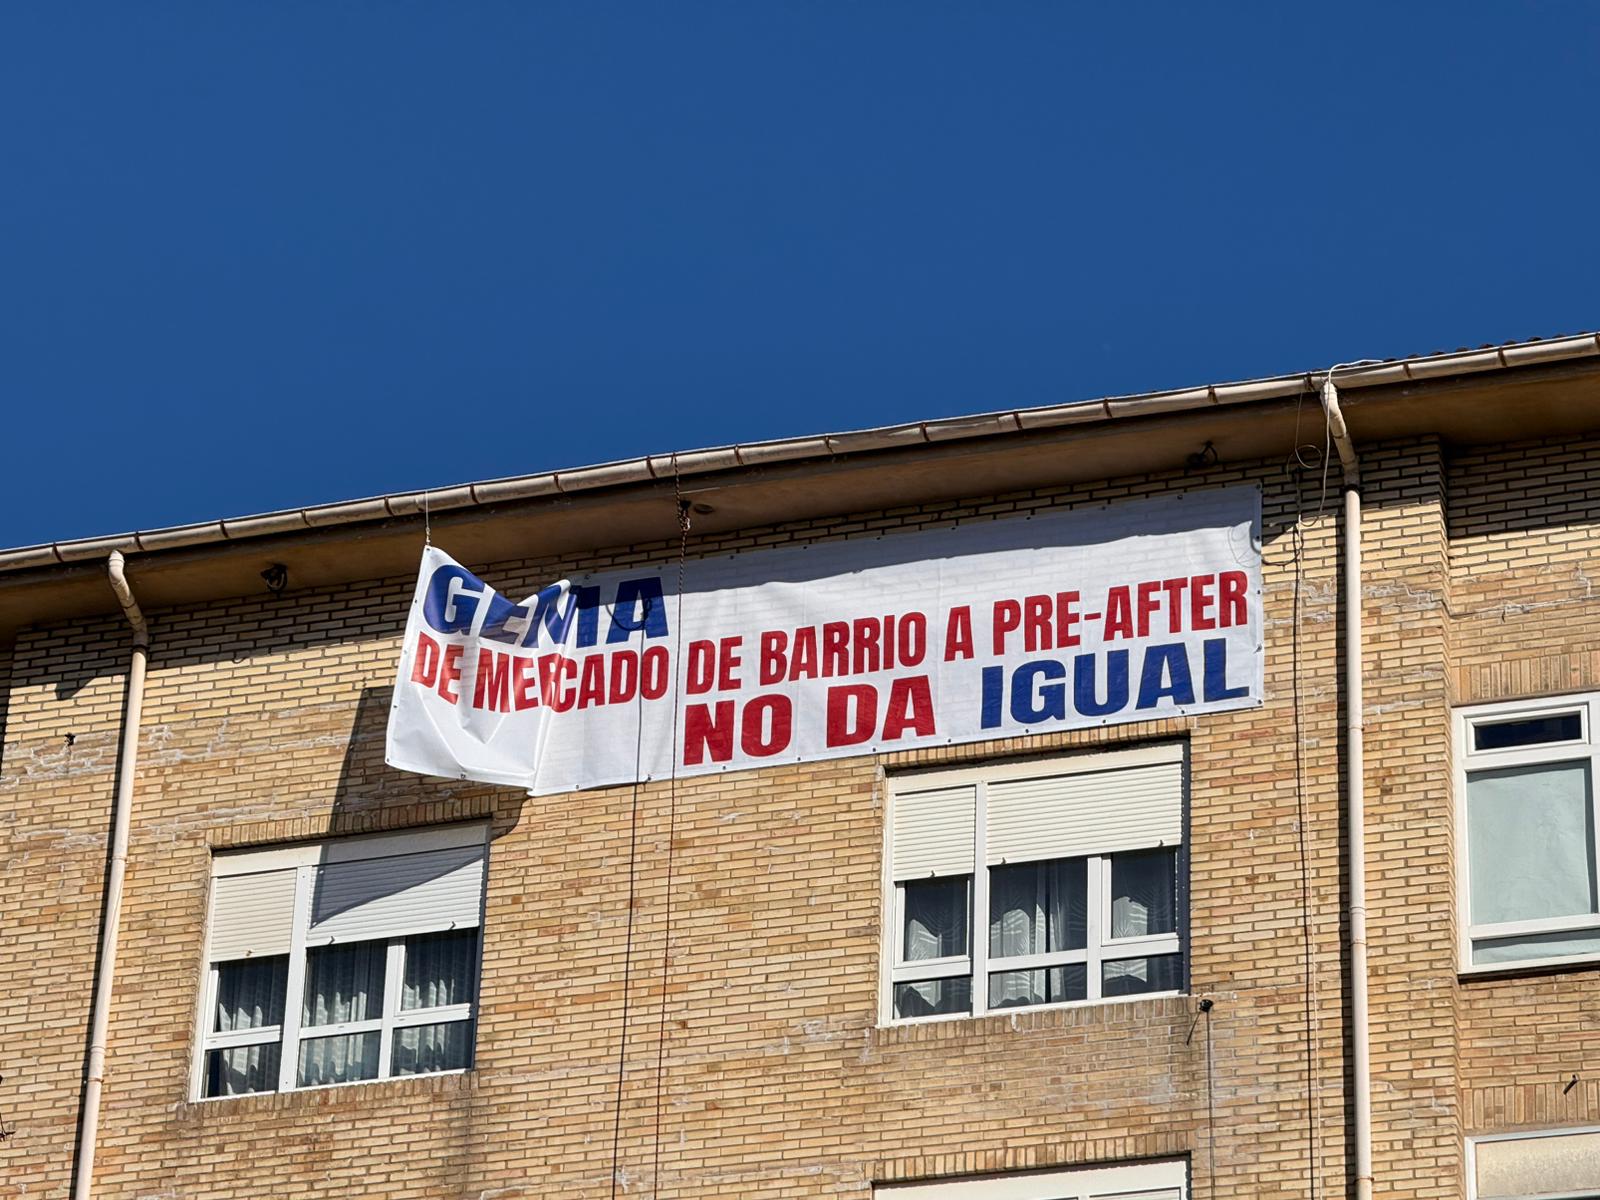 GEMA
DE MERCADO DE BARRIO A PRE-AFTER
NO DA IGUAL